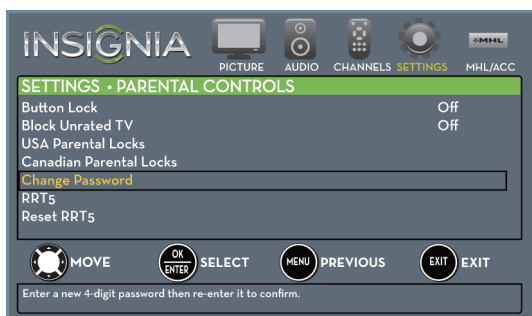 INSIGNIA
PICTURE AUDIO CHANNELS SETTINGS MHL/ACC
MHL
SETTINGS • PARENTAL CONTROLS
Button Lock Off
Block Unrated TV Off
USA Parental Locks
Canadian Parental Locks
Change Password
RRT5
Reset RRT5
MOVE OK ENTER SELECT MENU PREVIOUS EXIT EXIT
Enter a new 4-digit password then re-enter it to confirm.